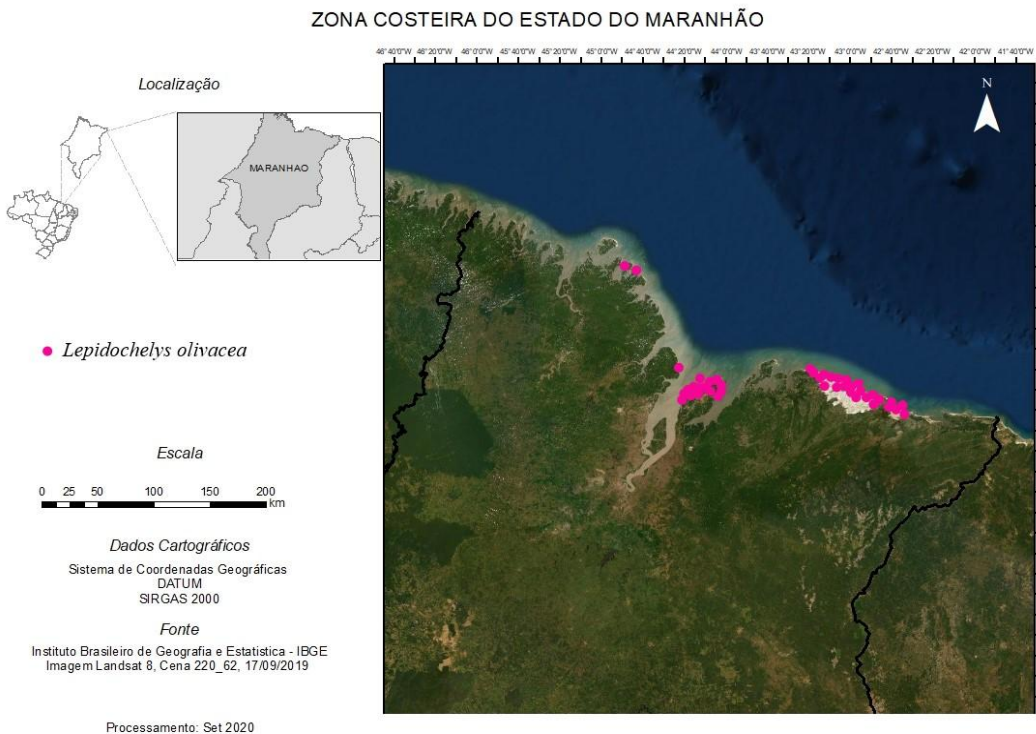 ZONA COSTEIRA DO ESTADO DO MARANHÃO
46°40'0"W 46°20'0"W 46°0'0"W 45°40'0"W 45°20'0"W 45°0'0"W 44°40'0"W 44°20'0"W 44°0'0"W 43°40'0"W 43°20'0"W 43°0'0"W 42°40'0"W 42°20'0"W 42°0'0"W 41°40'0"W
Localização
N
MARANHAO
Lepidochelys olivacea
Escala
0 25 50 100 150 200
km
Dados Cartográficos
Sistema de Coordenadas Geográficas
DATUM
SIRGAS 2000
Fonte
Instituto Brasileiro de Geografia e Estatistica - IBGE
Imagem Landsat 8, Cena 220_62, 17/09/2019
Processamento: Set 2020